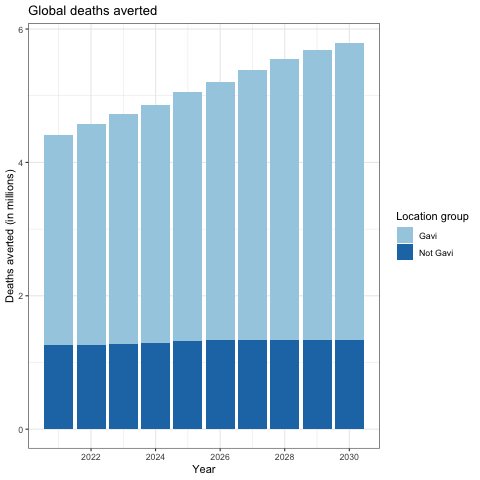 Global deaths averted
Deaths averted (in millions)
6
4
2
0
2022 2024 2026 2028 2030
Year
Location group
Gavi
Not Gavi